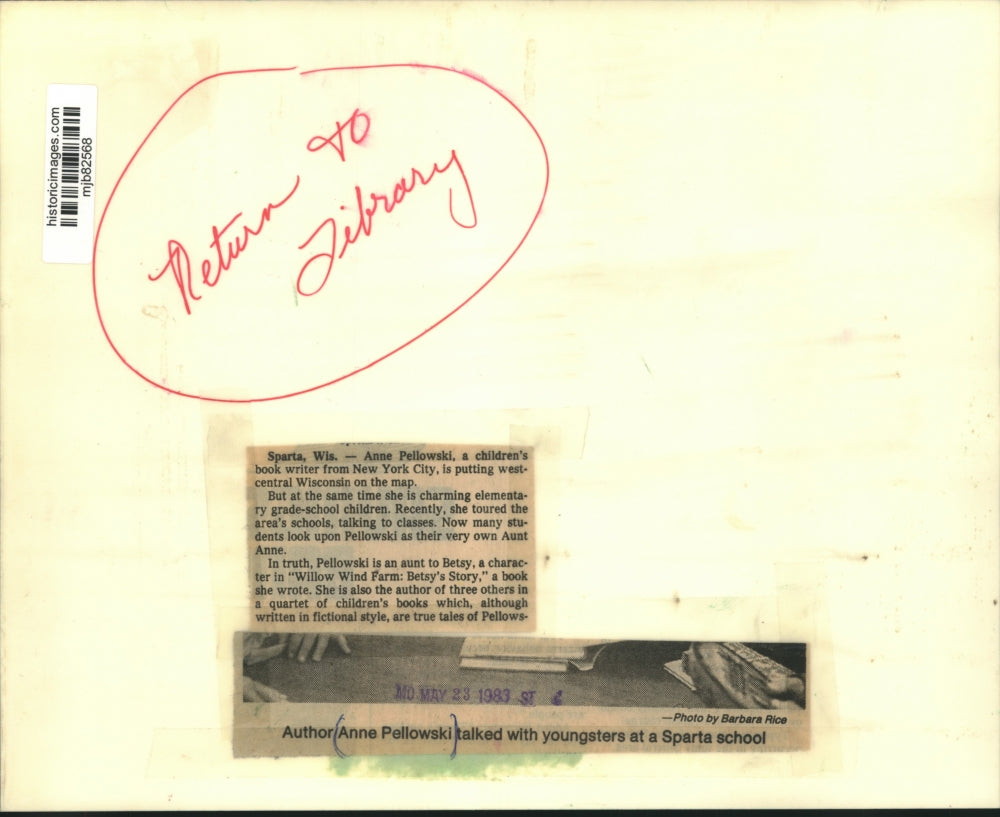 historicimages.com
mjb82568
Return to
Library
Sparta, Wis. — Anne Pellowski, a children's
book writer from New York City, is putting west-
central Wisconsin on the map.
But at the same time she is charming elementa-
ry grade-school children. Recently, she toured the
area's schools, talking to classes. Now many stu-
dents look upon Pellowski as their very own Aunt
Anne.
In truth, Pellowski is an aunt to Betsy, a charac-
ter in "Willow Wind Farm: Betsy's Story," a book
she wrote. She is also the author of three others in
a quartet of children's books which, although
written in fictional style, are true tales of Pellows-
MO MAY 23 1983 ST
—Photo by Barbara Rice
Author (Anne Pellowski) talked with youngsters at a Sparta school